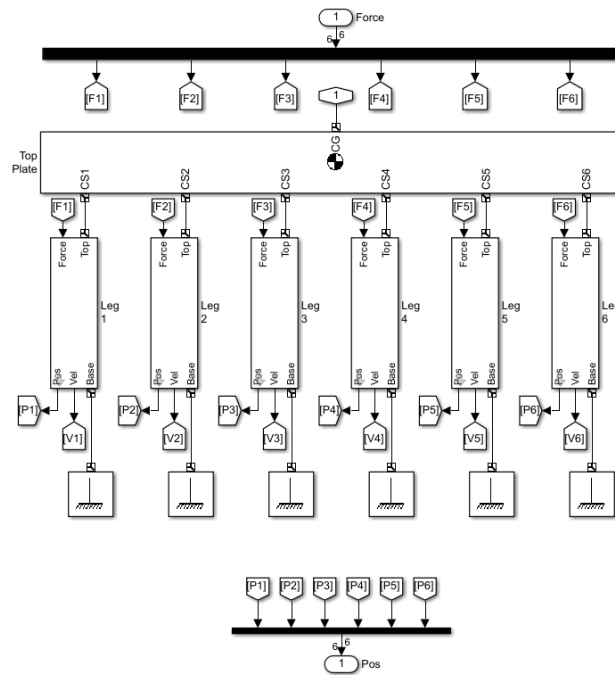 1 Force
6 6
[F1] [F2] [F3] [F4] [F5] [F6]
1
CG
Top
Plate
CS1 CS2 CS3 CS4 CS5 CS6
[F1] [F2] [F3] [F4] [F5] [F6]
Force Top Force Top Force Top Force Top Force Top Force Top
Leg Leg Leg Leg Leg Leg
1 2 3 4 5 6
Pos Vel Base Pos Vel Base Pos Vel Base Pos Vel Base Pos Vel Base Pos Vel Base
[P1] [P2] [P3] [P4] [P5] [P6]
[V1] [V2] [V3] [V4] [V5] [V6]
[P1] [P2] [P3] [P4] [P5] [P6]
6 6
1 Pos